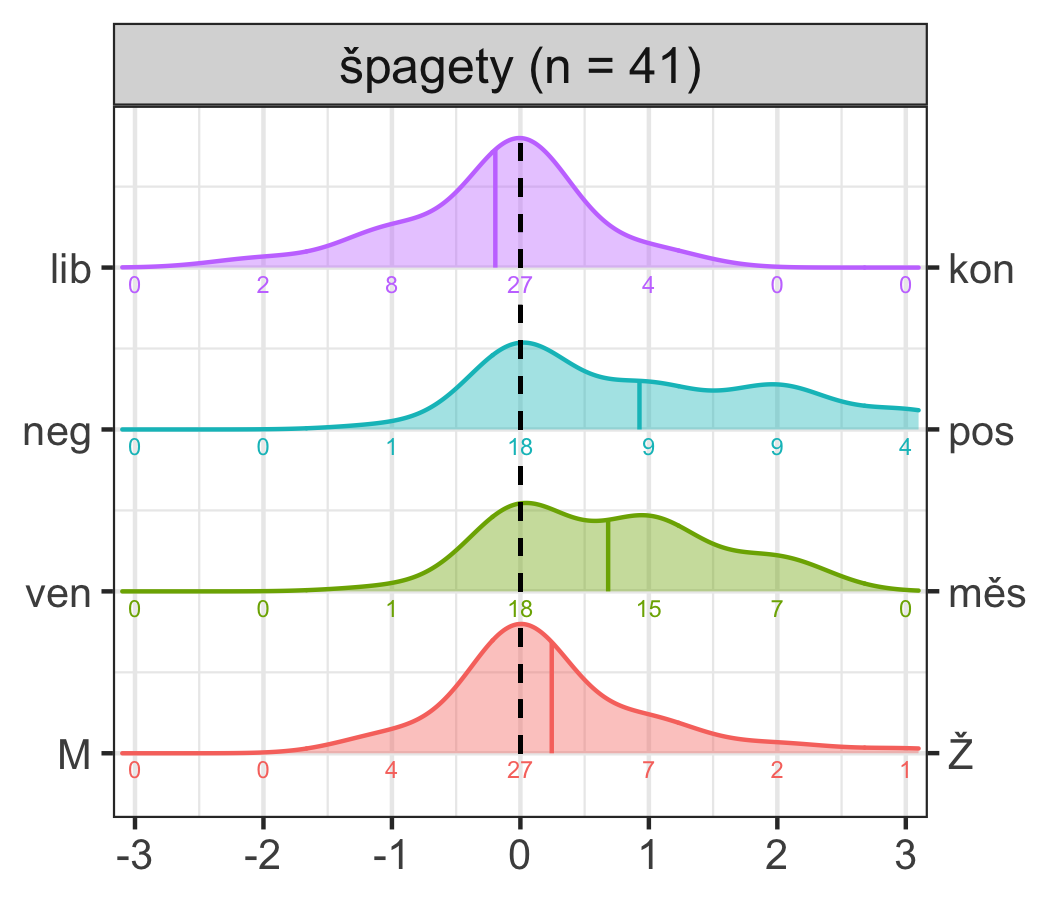 špagety (n = 41)
lib kon
0 2 8 27 4 0 0
neg pos
0 0 1 18 9 9 4
ven měs
0 0 1 18 15 7 0
M Ž
0 0 4 27 7 2 1
-3 -2 -1 0 1 2 3